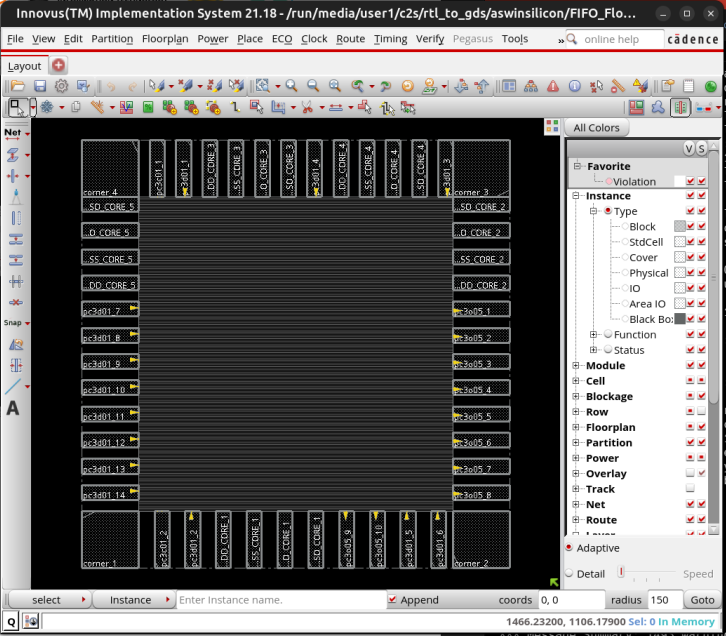 Innovus(TM) Implementation System 21.18 - /run/media/user1/c2s/rtl_to_gds/aswinsilicon/FIFO_Flo...
File View Edit Partition Floorplan Power Place ECO Clock Route Timing Verify Pegasus Tools » online help cādence
Layout
Net
Snap
A
corner_4
pc3c01_1
pc3d01_1
...DD_CORE_3
...SS_CORE_3
...O_CORE_3
...SD_CORE_3
pc3d01_4
...DD_CORE_4
...SS_CORE_4
...O_CORE_4
...SD_CORE_4
pc3d01_3
corner_3
...SD_CORE_5
...O_CORE_5
...SS_CORE_5
...DD_CORE_5
pc3d01_7
pc3d01_8
pc3d01_9
pc3d01_10
pc3d01_11
pc3d01_12
pc3d01_13
pc3d01_14
...SD_CORE_2
...O_CORE_2
...SS_CORE_2
...DD_CORE_2
pc3o05_1
pc3o05_2
pc3o05_3
pc3o05_4
pc3o05_5
pc3o05_6
pc3o05_7
pc3o05_8
corner_1
pc3c01_2
pc3d01_2
...DD_CORE_1
...SS_CORE_1
...O_CORE_1
...SD_CORE_1
pc3o05_9
pc3o05_10
pc3d01_5
pc3d01_6
corner_2
All Colors
V S
Favorite
Violation
Instance
Type
Block
StdCell
Cover
Physical
IO
Area IO
Black Bo
Function
Status
Module
Cell
Blockage
Row
Floorplan
Partition
Power
Overlay
Track
Net
Route
Layer
Adaptive
Detail Speed
select Instance Enter Instance name. Append coords 0, 0 radius 150 Goto
Q 1466.23200, 1106.17900 Sel: 0 In Memory